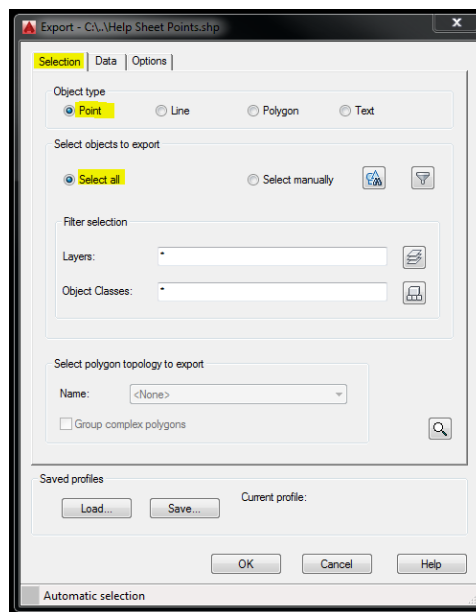 Export - C:\..\Help Sheet Points.shp
Selection Data Options
Object type
Point Line Polygon Text
Select objects to export
Select all Select manually
Filter selection
Layers: *
Object Classes: *
Select polygon topology to export
Name: <None>
Group complex polygons
Saved profiles
Load... Save... Current profile:
OK Cancel Help
Automatic selection